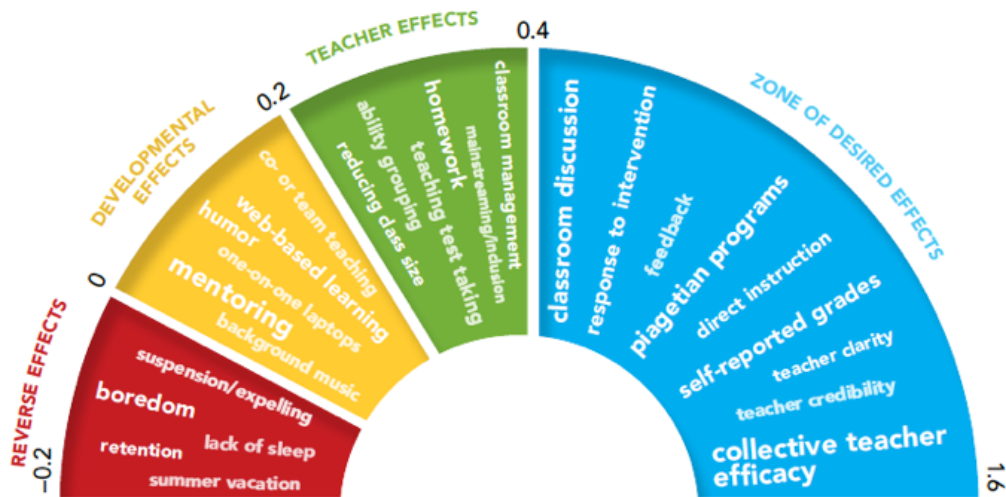 REVERSE EFFECTS
-0.2
suspension/expelling
boredom
lack of sleep
retention
summer vacation
0
DEVELOPMENTAL
EFFECTS
co- or team teaching
web-based learning
humor
one-on-one laptops
mentoring
background music
0.2
TEACHER EFFECTS
classroom management
mainstreaming/inclusion
homework
teaching test taking
ability grouping
reducing class size
0.4
ZONE OF DESIRED EFFECTS
classroom discussion
response to intervention
feedback
piagetian programs
direct instruction
self-reported grades
teacher clarity
teacher credibility
collective teacher
efficacy
1.6